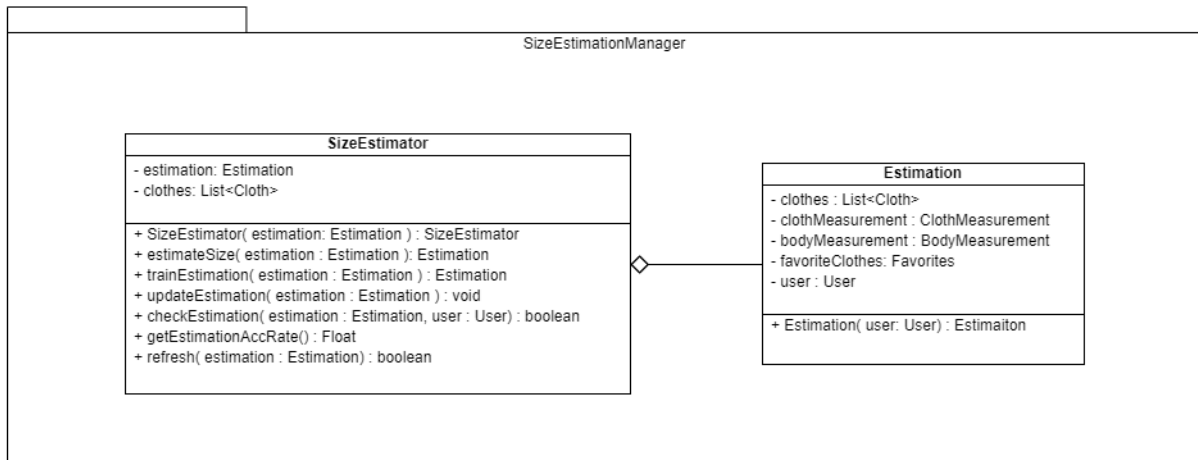 SizeEstimationManager
SizeEstimator
- estimation: Estimation
- clothes: List<Cloth>
+ SizeEstimator( estimation: Estimation ) : SizeEstimator
+ estimateSize( estimation : Estimation ): Estimation
+ trainEstimation( estimation : Estimation ) : Estimation
+ updateEstimation( estimation : Estimation ) : void
+ checkEstimation( estimation : Estimation, user : User) : boolean
+ getEstimationAccRate() : Float
+ refresh( estimation : Estimation) : boolean
Estimation
- clothes : List<Cloth>
- clothMeasurement : ClothMeasurement
- bodyMeasurement : BodyMeasurement
- favoriteClothes: Favorites
- user : User
+ Estimation( user: User) : Estimaiton